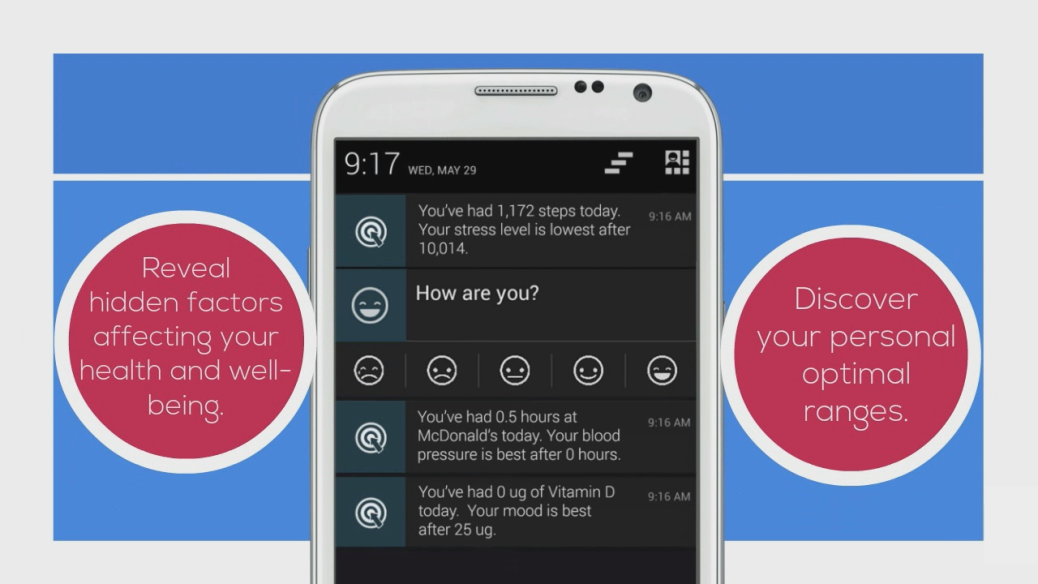 9:17 WED, MAY 29
You've had 1,172 steps today. 9:16 AM
Your stress level is lowest after
10,014.
How are you?
You've had 0.5 hours at 9:16 AM
McDonald's today. Your blood
pressure is best after 0 hours.
You've had 0 ug of Vitamin D 9:16 AM
today. Your mood is best
after 25 ug.
Reveal
hidden factors
affecting your
health and well-
being.
Discover
your personal
optimal
ranges.